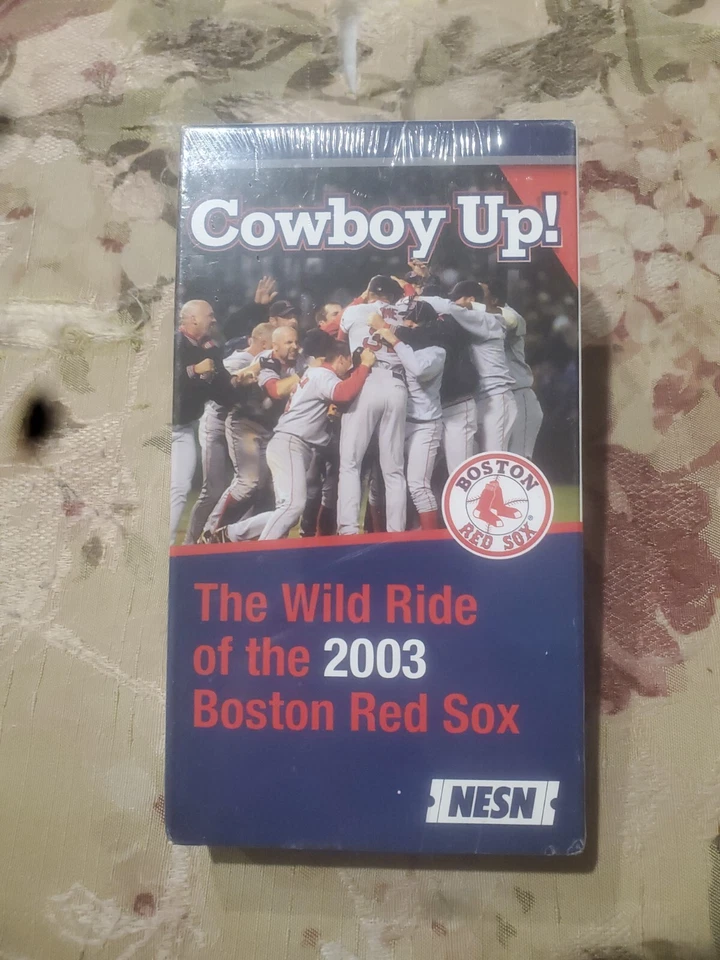 Cowboy Up!
BOSTON
RED SOX
The Wild Ride
of the 2003
Boston Red Sox
NESN